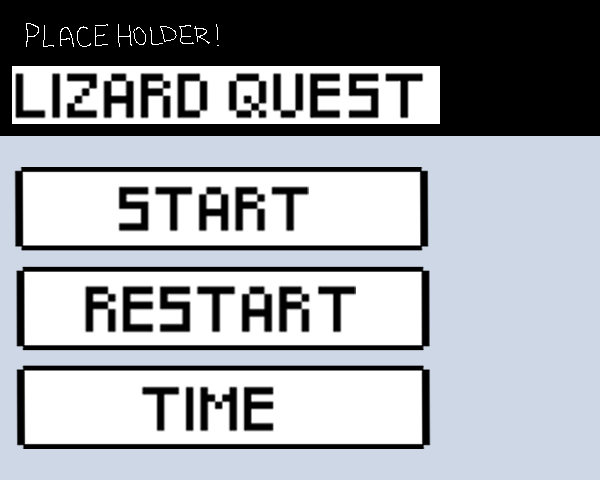 PLACE HOLDER!
LIZARD QUEST
START
RESTART
TIME